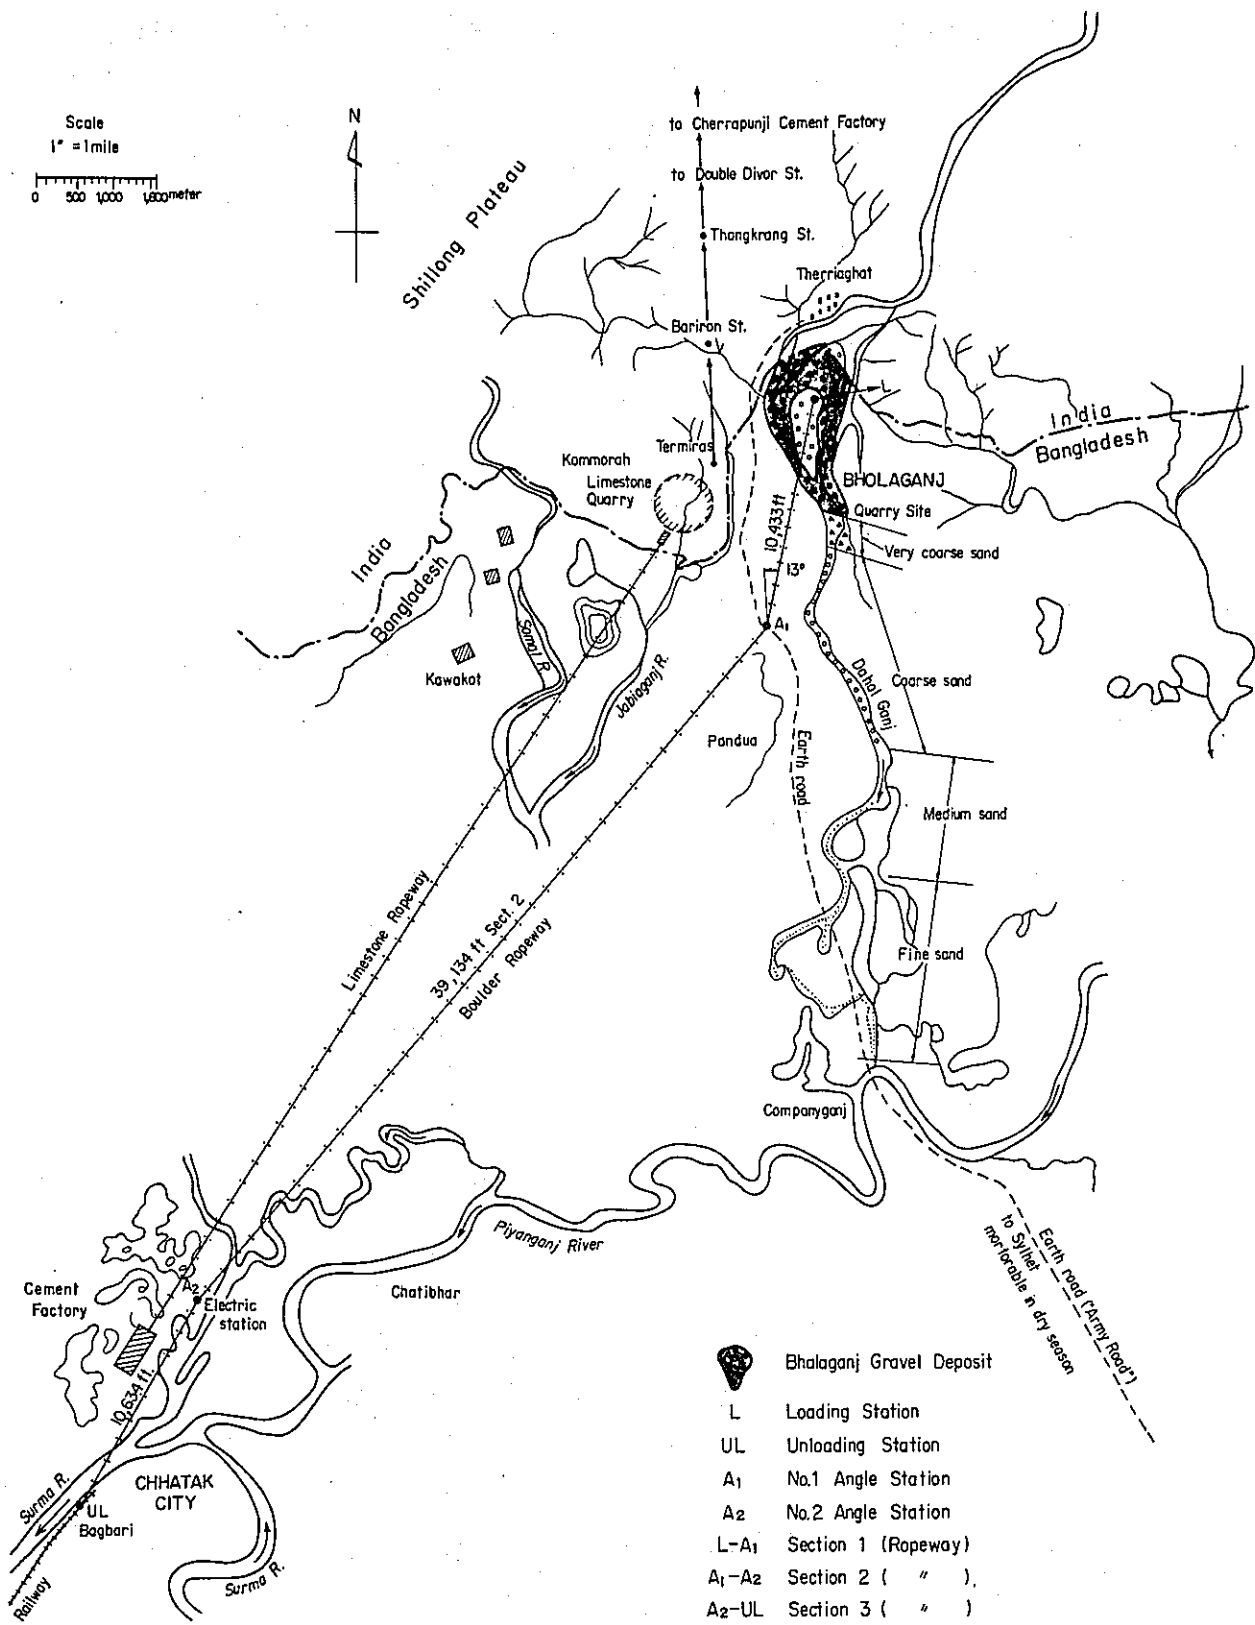 Scale
1" = 1 mile
0 500 1,000 1,800 meter
N
Shillong Plateau
to Cherrapunji Cement Factory
to Double Divor St.
Thangkrang St.
Therriaghat
Bariron St.
L
India
Bangladesh
Termiras
Kommorah
Limestone
Quarry
BHOLAGANJ
Quarry Site
Very coarse sand
10,433 ft
13°
A1
India
Bangladesh
Somal R.
Kawakot
Jabiaganj R.
Dahal Ganj
Coarse sand
Pandua
Earth road
Medium sand
Limestone Ropeway
39,134 ft Sect. 2
Boulder Ropeway
Fine sand
Companyganj
Piyanganj River
Earth road ("Army Road")
to Sylhet
mortorable in dry season
Chatibhar
A2
Electric
station
Cement
Factory
10,634 ft.
Surma R.
CHHATAK
CITY
UL
Bagbari
Surma R.
Railway
Bhalaganj Gravel Deposit
L Loading Station
UL Unloading Station
A1 No.1 Angle Station
A2 No.2 Angle Station
L-A1 Section 1 (Ropeway)
A1-A2 Section 2 ( " ),
A2-UL Section 3 ( " )